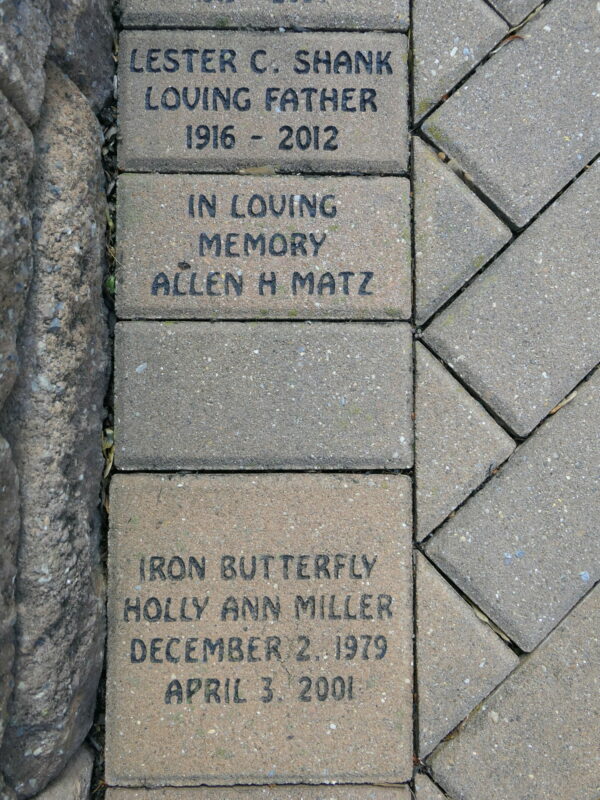 LESTER C. SHANK
LOVING FATHER
1916 - 2012
IN LOVING
MEMORY
ALLEN H MATZ
IRON BUTTERFLY
HOLLY ANN MILLER
DECEMBER 2, 1979
APRIL 3, 2001